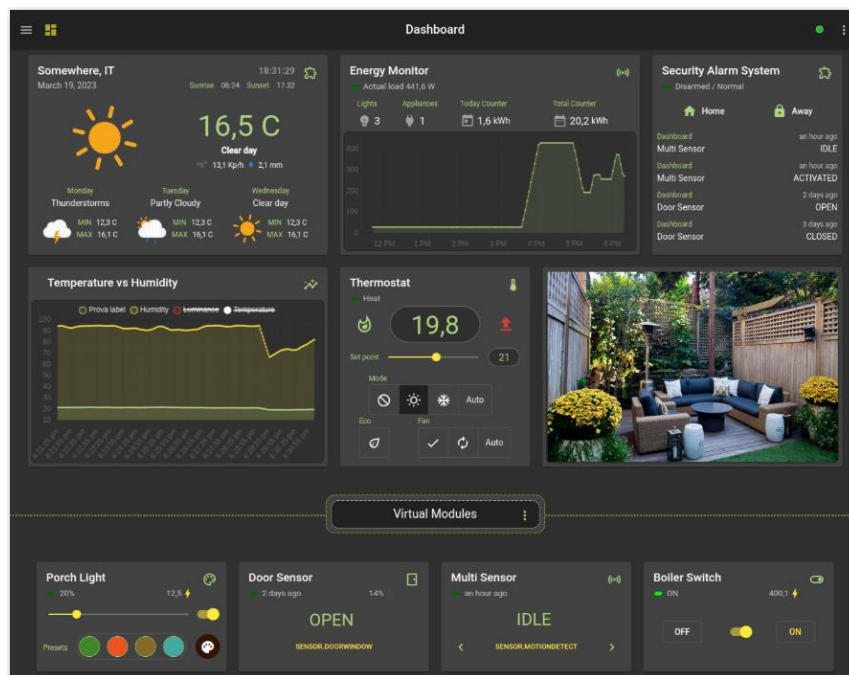 Dashboard
Somewhere, IT
18:31:29
March 19, 2023
Sunrise 06:24 Sunset 17:32
16,5 C
Clear day
13,1 Kp/h 2,1 mm
Monday
Thunderstorms
MIN 12,3 C
MAX 16,1 C
Tuesday
Partly Cloudy
MIN 12,3 C
MAX 16,1 C
Wednesday
Clear day
MIN 12,3 C
MAX 16,1 C
Energy Monitor
Actual load 441,6 W
Lights Appliances Today Counter Total Counter
3 1 1,6 kWh 20,2 kWh
400
300
200
100
0
12 PM 1 PM 2 PM 3 PM 4 PM 5 PM 6 PM
Security Alarm System
Disarmed / Normal
Home Away
Dashboard an hour ago
Multi Sensor IDLE
Dashboard an hour ago
Multi Sensor ACTIVATED
Dashboard 2 days ago
Door Sensor OPEN
Dashboard 3 days ago
Door Sensor CLOSED
Temperature vs Humidity
Prova label Humidity Luminance Temperature
100
90
80
70
60
50
40
30
20
10
Thermostat
Heat
19,8
Set point 21
Mode
Auto
Eco Fan
Auto
Virtual Modules
Porch Light
20% 12,5
Presets
Door Sensor
2 days ago 14%
OPEN
SENSOR.DOORWINDOW
Multi Sensor
an hour ago
IDLE
SENSOR.MOTIONDETECT
Boiler Switch
ON 400,1
OFF ON